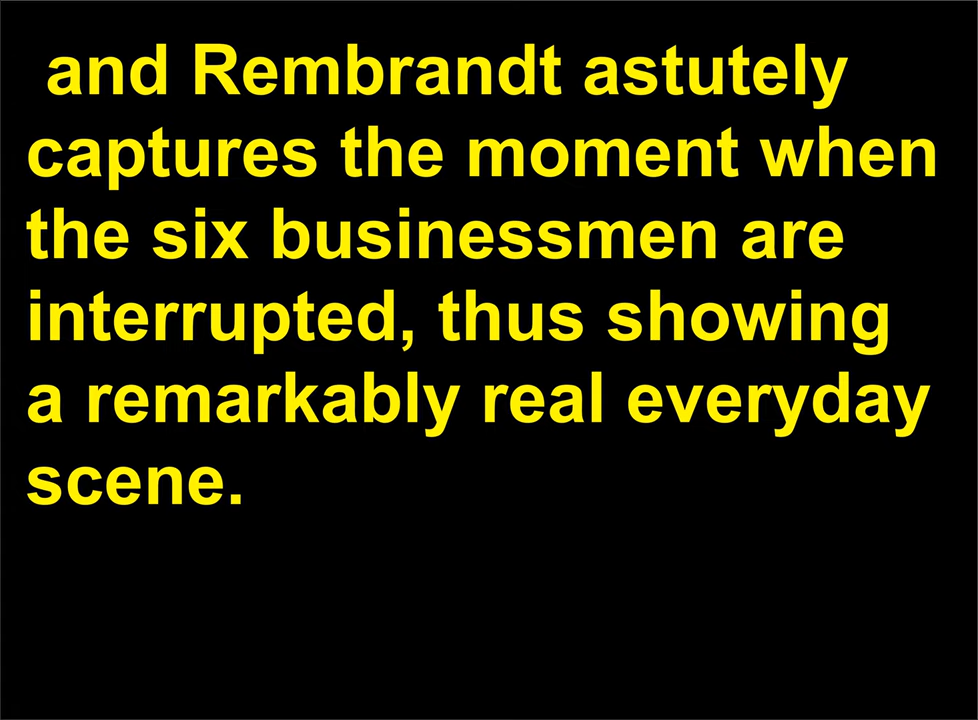 and Rembrandt astutely
captures the moment when
the six businessmen are
interrupted, thus showing
a remarkably real everyday
scene.